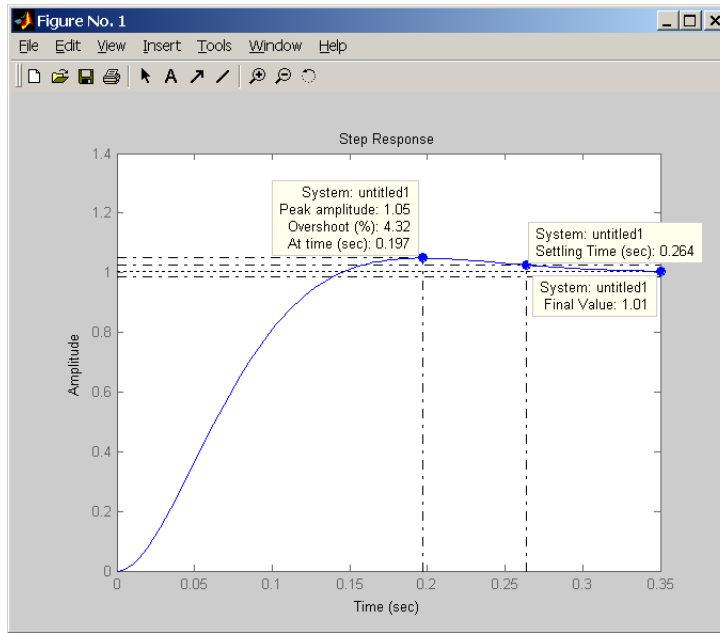 Figure No. 1
File Edit View Insert Tools Window Help
A
Step Response
1.4
1.2
1
0.8
0.6
0.4
0.2
0
Amplitude
System: untitled1
Peak amplitude: 1.05
Overshoot (%): 4.32
At time (sec): 0.197
System: untitled1
Settling Time (sec): 0.264
System: untitled1
Final Value: 1.01
0 0.05 0.1 0.15 0.2 0.25 0.3 0.35
Time (sec)